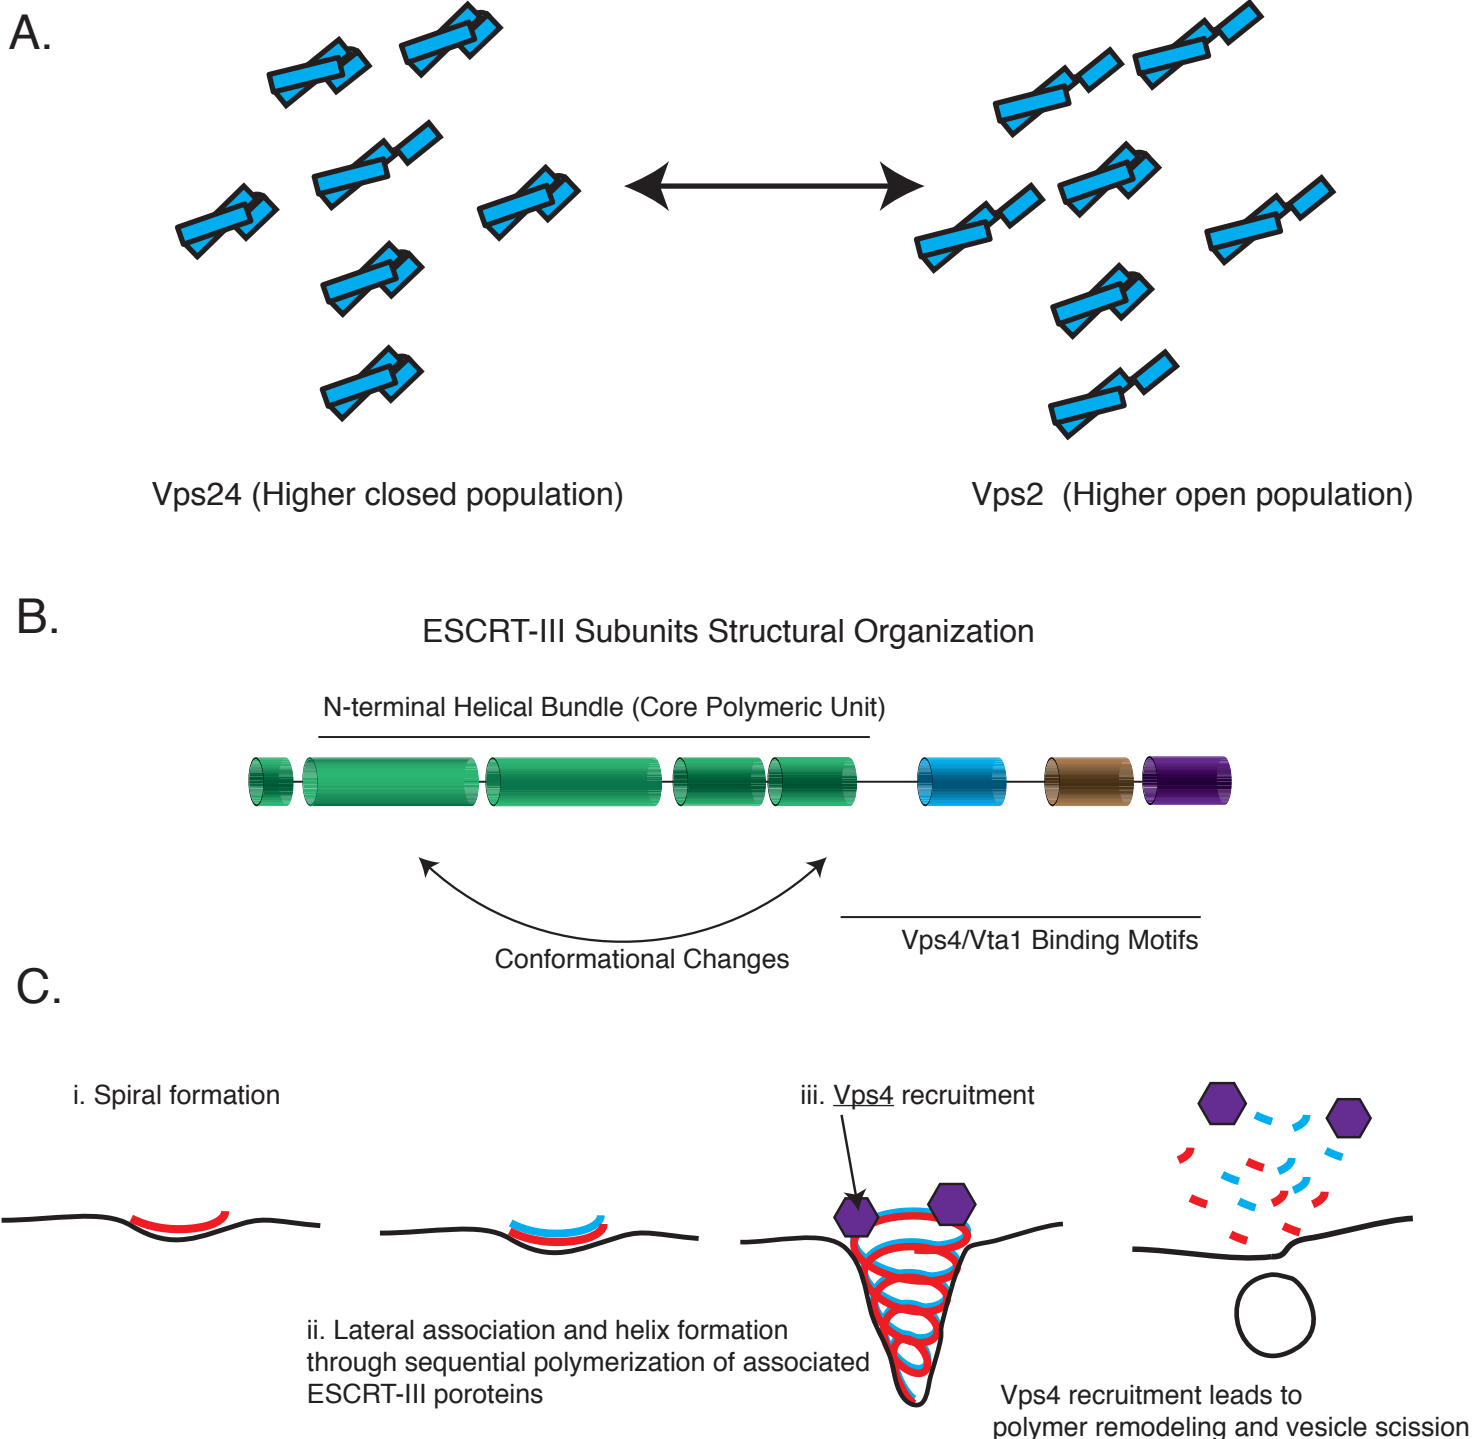 A.
Vps24 (Higher closed population)
Vps2 (Higher open population)
B.
ESCRT-III Subunits Structural Organization
N-terminal Helical Bundle (Core Polymeric Unit)
Conformational Changes
Vps4/Vta1 Binding Motifs
C.
i. Spiral formation
iii. Vps4 recruitment
ii. Lateral association and helix formation
through sequential polymerization of associated
ESCRT-III poroteins
Vps4 recruitment leads to
polymer remodeling and vesicle scission